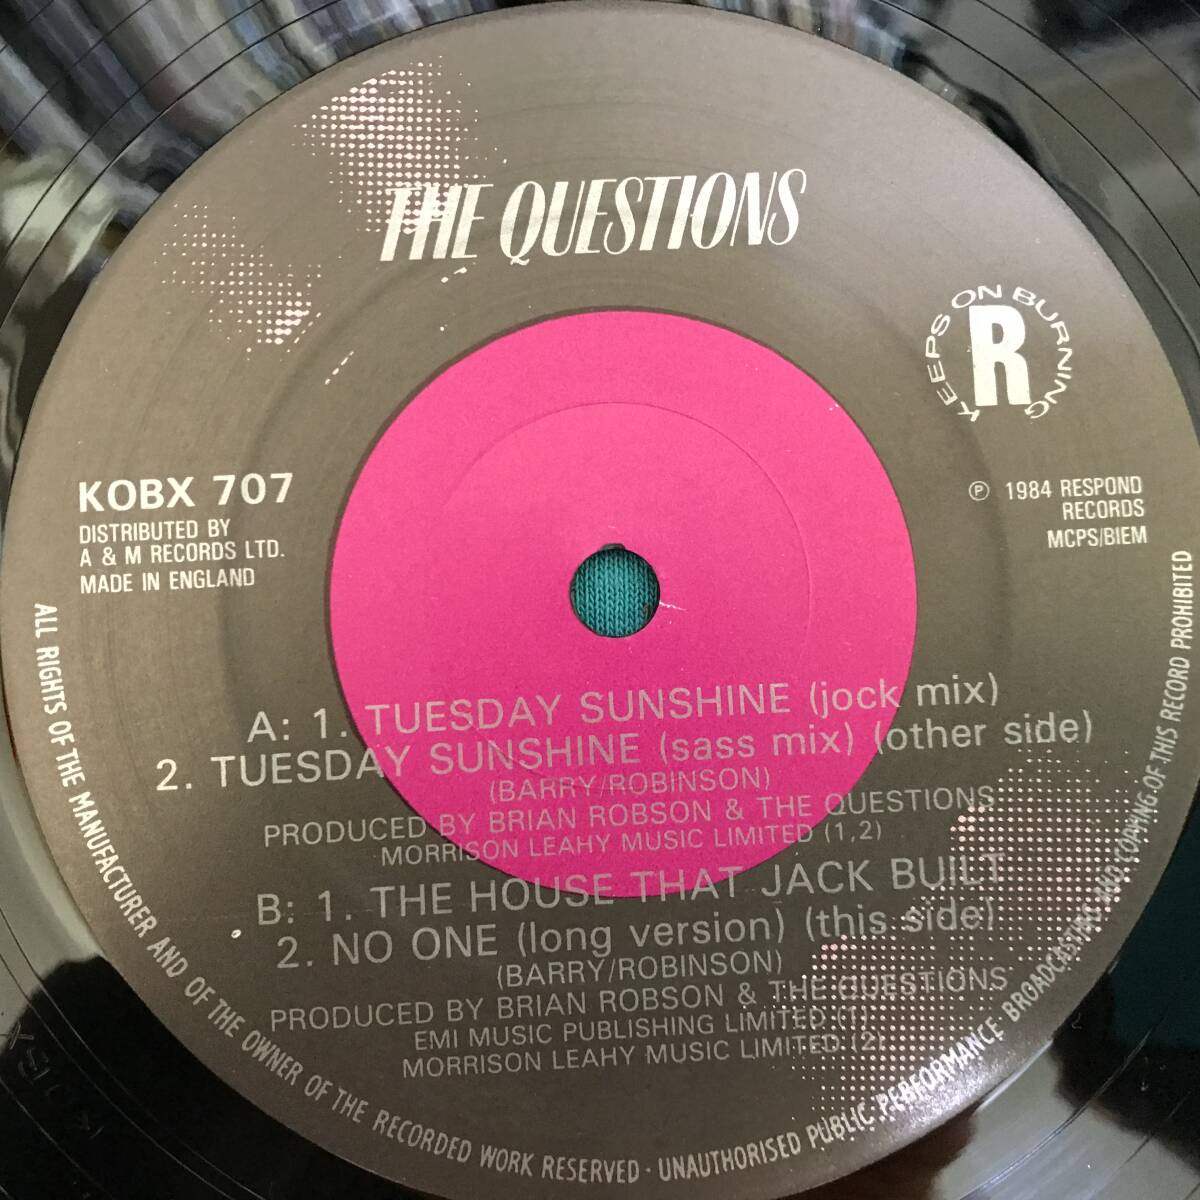 THE QUESTIONS
KEEPS ON BURNING
R
KOBX 707
DISTRIBUTED BY
A & M RECORDS LTD.
MADE IN ENGLAND
℗ 1984 RESPOND
RECORDS
MCPS/BIEM
A: 1. TUESDAY SUNSHINE (jock mix)
2. TUESDAY SUNSHINE (sass mix) (other side)
(BARRY/ROBINSON)
PRODUCED BY BRIAN ROBSON & THE QUESTIONS
MORRISON LEAHY MUSIC LIMITED (1,2)
B: 1. THE HOUSE THAT JACK BUILT
2. NO ONE (long version) (this side)
(BARRY/ROBINSON)
PRODUCED BY BRIAN ROBSON & THE QUESTIONS
EMI MUSIC PUBLISHING LIMITED (1)
MORRISON LEAHY MUSIC LIMITED (2)
ALL RIGHTS OF THE MANUFACTURER AND OF THE OWNER OF THE RECORDED WORK RESERVED · UNAUTHORISED PUBLIC PERFORMANCE BROADCASTING AND COPYING OF THIS RECORD PROHIBITED